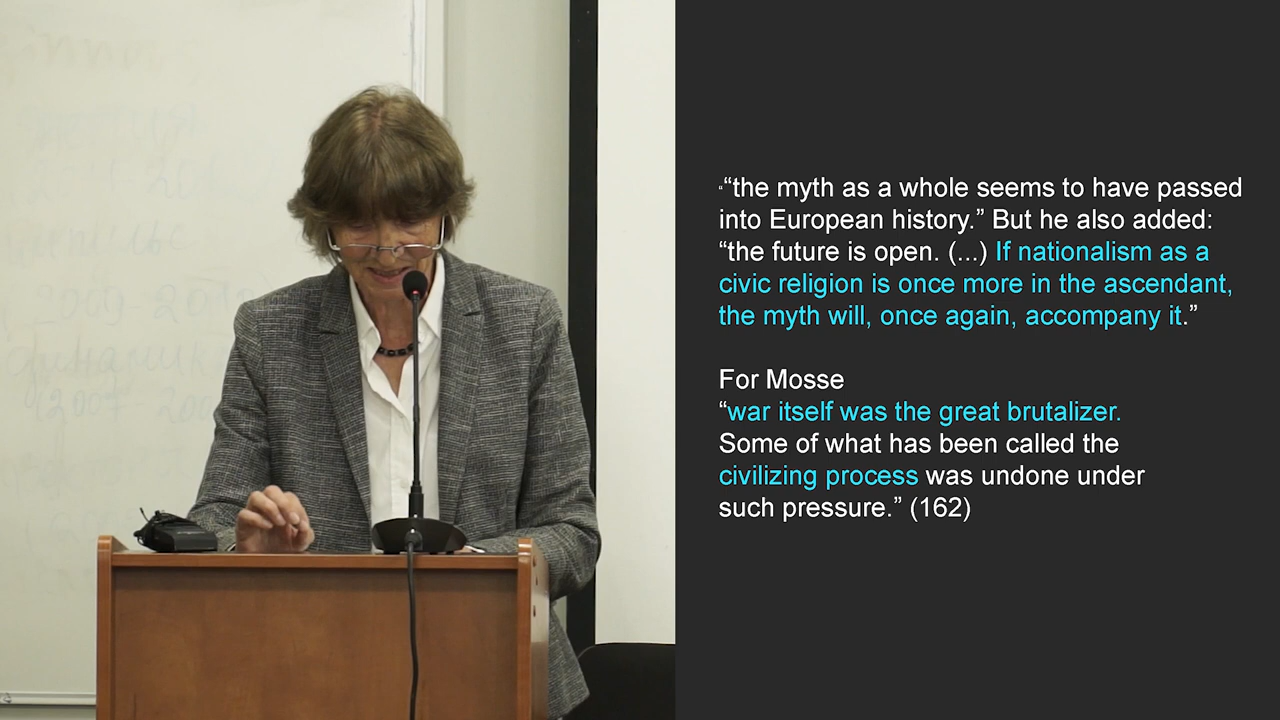 “the myth as a whole seems to have passed
into European history.” But he also added:
“the future is open. (...) If nationalism as a
civic religion is once more in the ascendant,
the myth will, once again, accompany it.”
For Mosse
“war itself was the great brutalizer.
Some of what has been called the
civilizing process was undone under
such pressure.” (162)